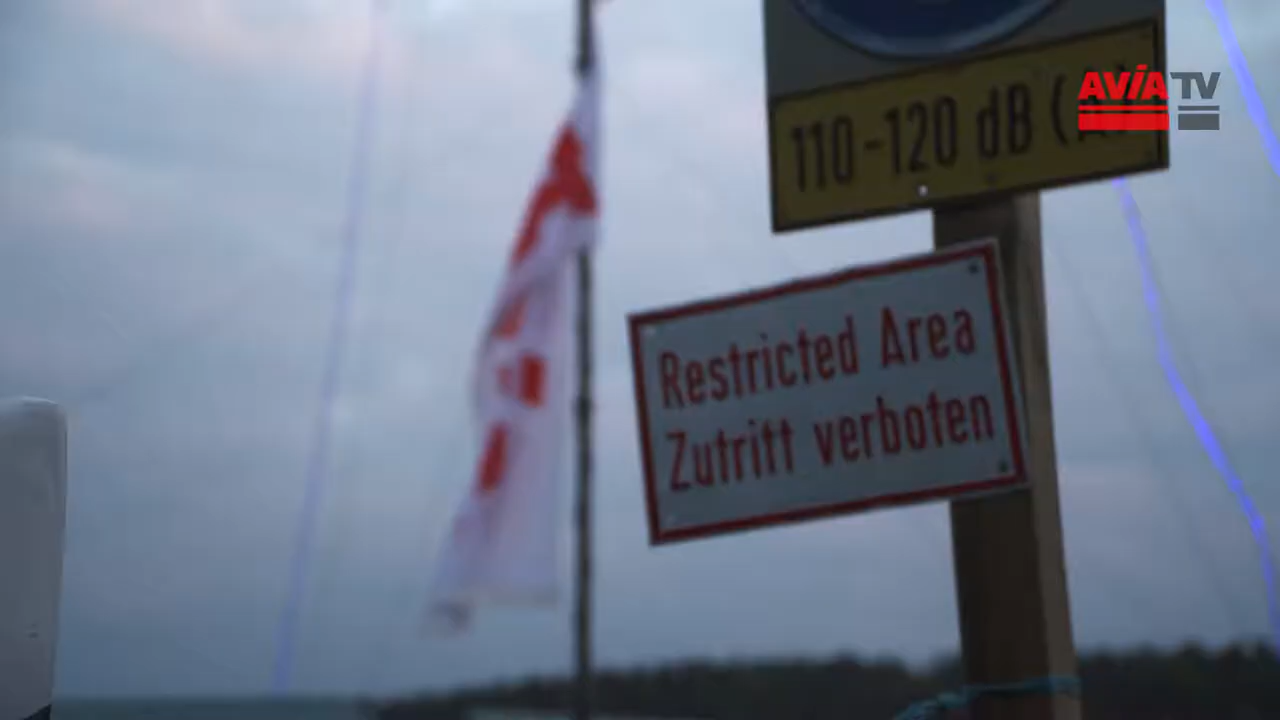 AVIA TV
110-120 dB (A)
Restricted Area
Zutritt verboten